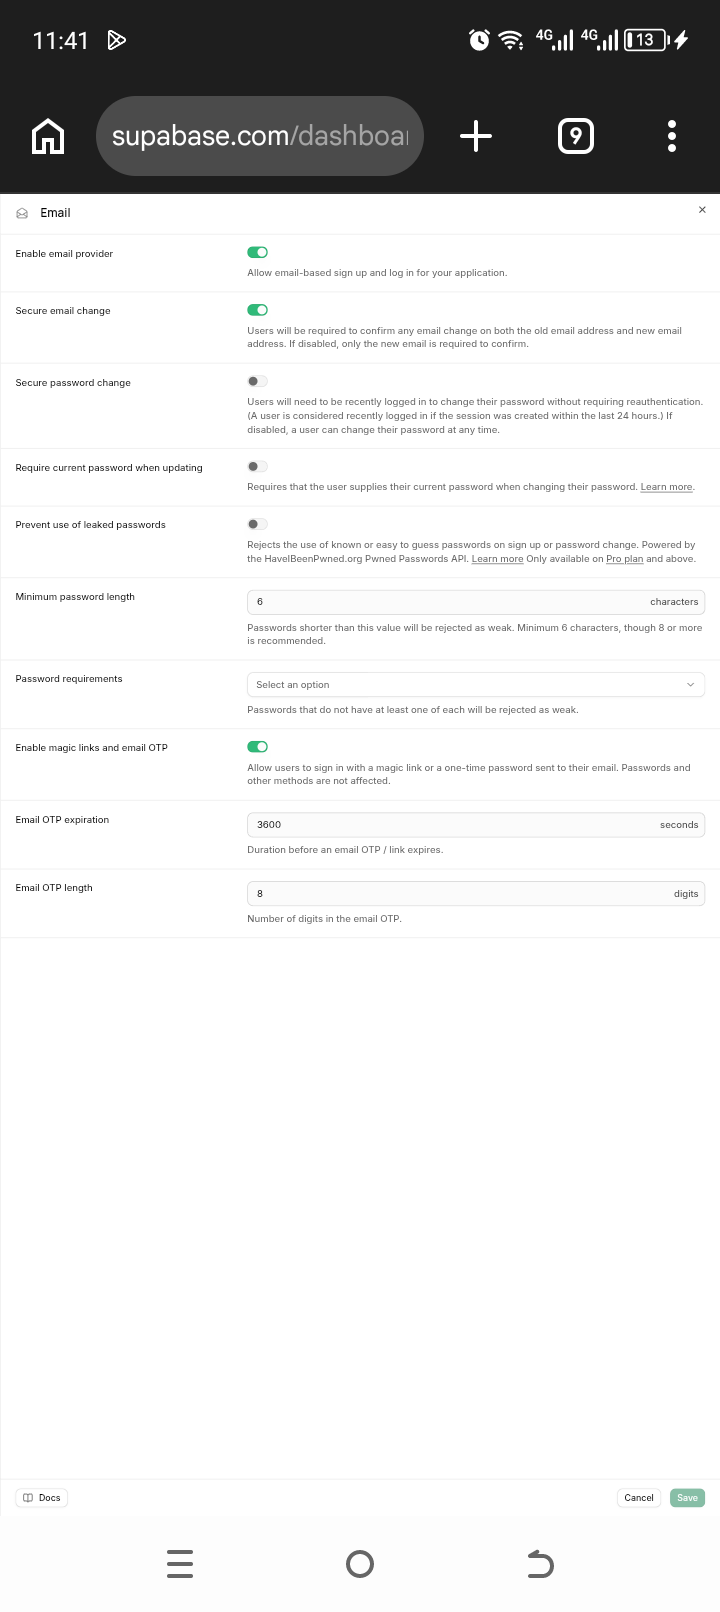 11:41
4G 4G 13
supabase.com/dashboa
9
Email
Enable email provider
Allow email-based sign up and log in for your application.
Secure email change
Users will be required to confirm any email change on both the old email address and new email
address. If disabled, only the new email is required to confirm.
Secure password change
Users will need to be recently logged in to change their password without requiring reauthentication.
(A user is considered recently logged in if the session was created within the last 24 hours.) If
disabled, a user can change their password at any time.
Require current password when updating
Requires that the user supplies their current password when changing their password. Learn more.
Prevent use of leaked passwords
Rejects the use of known or easy to guess passwords on sign up or password change. Powered by
the HaveIBeenPwned.org Pwned Passwords API. Learn more Only available on Pro plan and above.
Minimum password length
6 characters
Passwords shorter than this value will be rejected as weak. Minimum 6 characters, though 8 or more
is recommended.
Password requirements
Select an option
Passwords that do not have at least one of each will be rejected as weak.
Enable magic links and email OTP
Allow users to sign in with a magic link or a one-time password sent to their email. Passwords and
other methods are not affected.
Email OTP expiration
3600 seconds
Duration before an email OTP / link expires.
Email OTP length
8 digits
Number of digits in the email OTP.
Docs Cancel Save